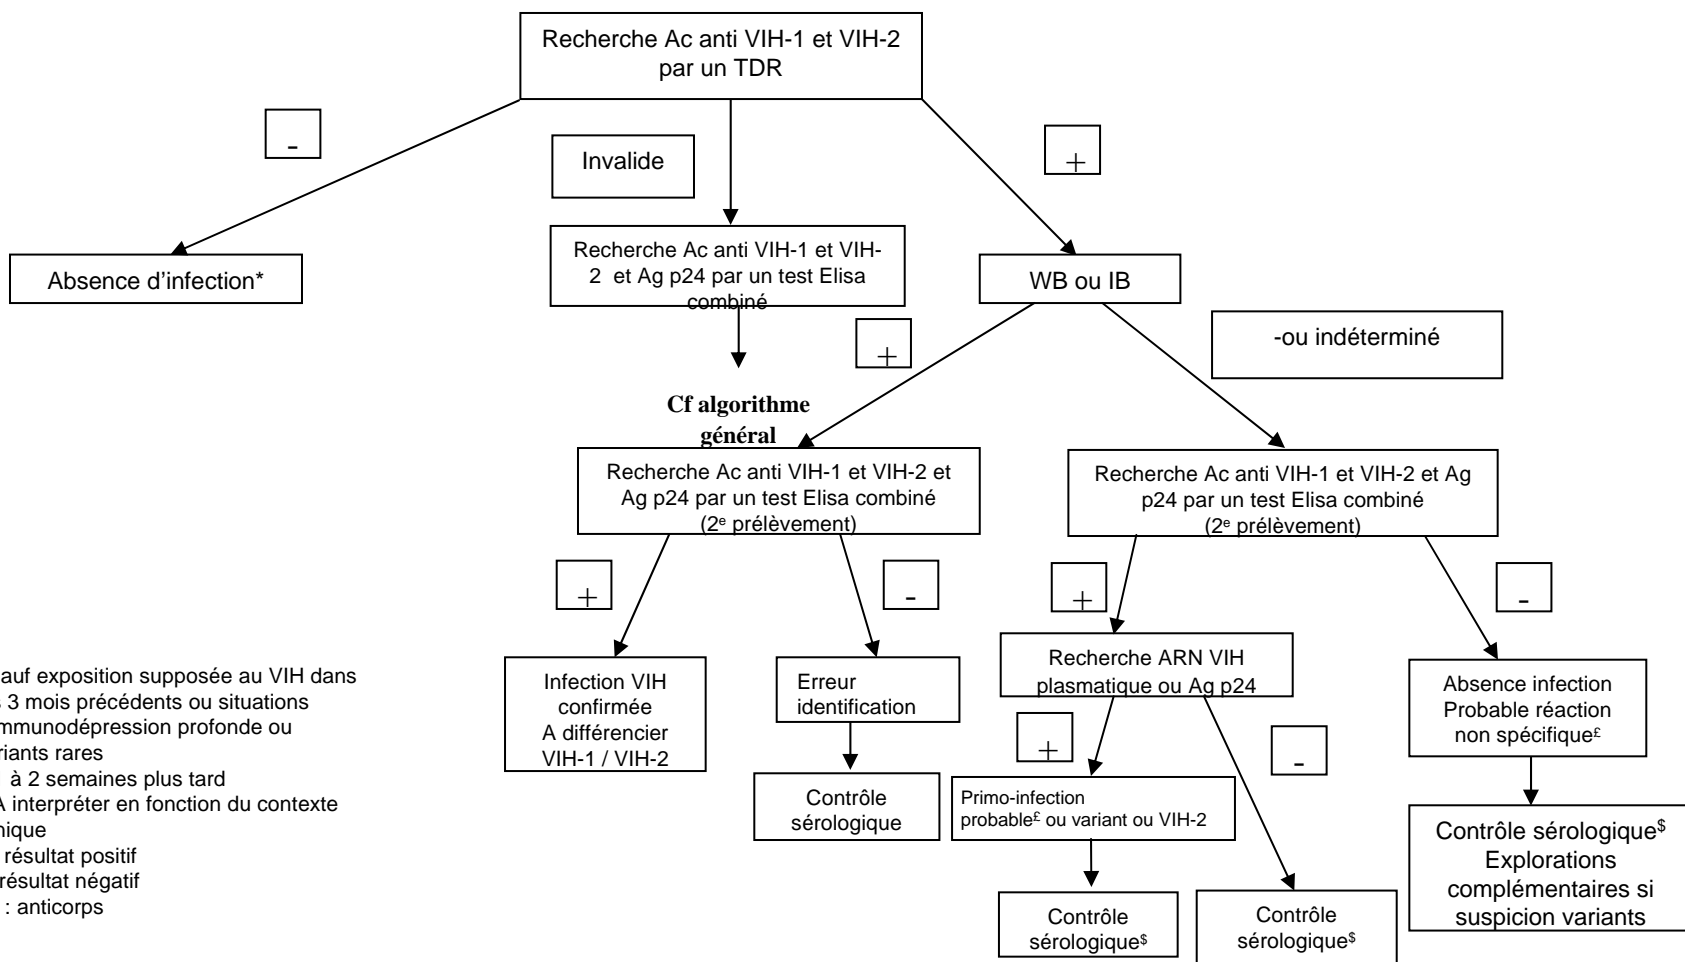 Recherche Ac anti VIH-1 et VIH-2
par un TDR
-
Invalide
+
Absence d'infection*
Recherche Ac anti VIH-1 et VIH-
2 et Ag p24 par un test Elisa
combiné
WB ou IB
+
-ou indéterminé
Cf algorithme
général
Recherche Ac anti VIH-1 et VIH-2 et
Ag p24 par un test Elisa combiné
(2e prélèvement)
Recherche Ac anti VIH-1 et VIH-2 et Ag
p24 par un test Elisa combiné
(2e prélèvement)
+
-
+
-
Infection VIH
confirmée
A différencier
VIH-1 / VIH-2
Erreur
identification
Contrôle
sérologique
Recherche ARN VIH
plasmatique ou Ag p24
+
-
Primo-infection
probable£ ou variant ou VIH-2
Contrôle
sérologique$
Contrôle
sérologique$
Absence infection
Probable réaction
non spécifique£
Contrôle sérologique$
Explorations
complémentaires si
suspicion variants
auf exposition supposée au VIH dans
s 3 mois précédents ou situations
mmunodépression profonde ou
riants rares
à 2 semaines plus tard
A interpréter en fonction du contexte
nique
résultat positif
résultat négatif
: anticorps